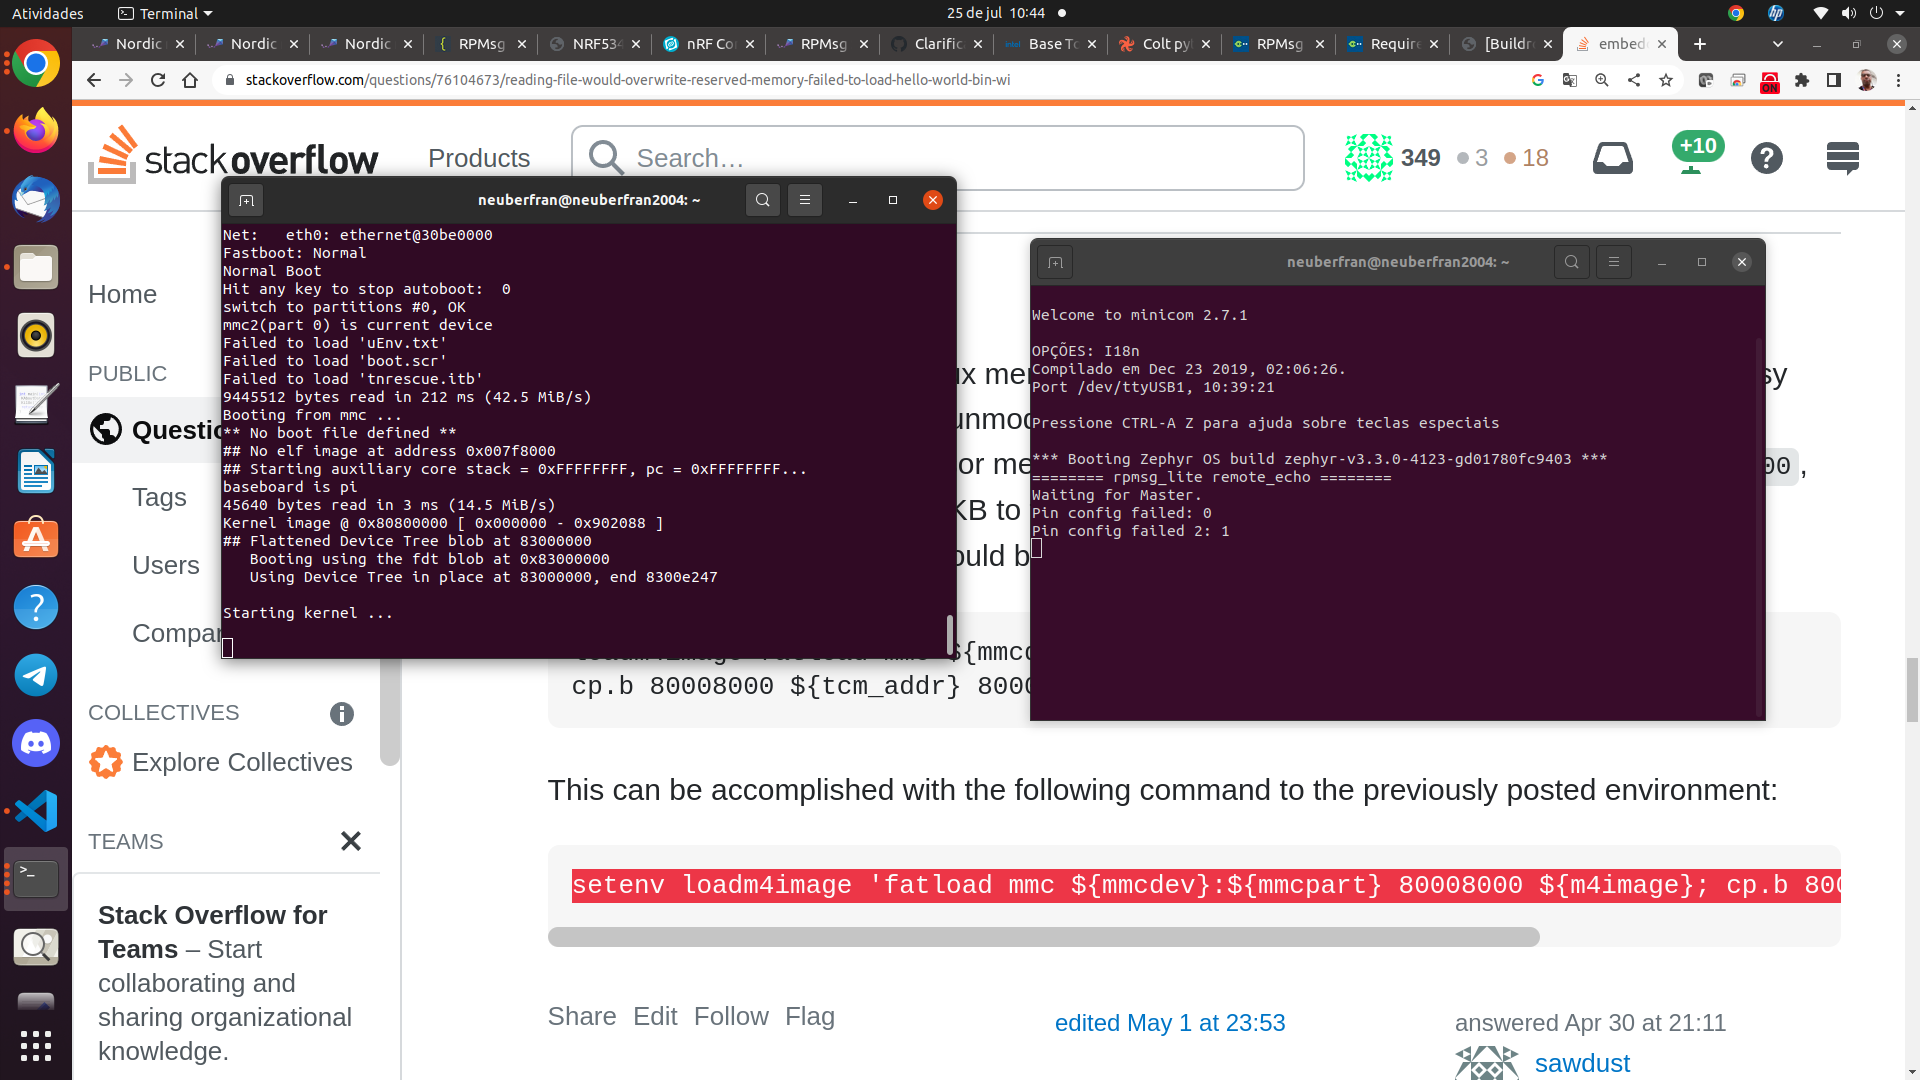 Atividades
Terminal
25 de jul 10:44
Nordic
Nordic
Nordic
RPMsg
NRF534
nRF Co
RPMsg
Clarific
Base To
Colt py
RPMsg
Require
[Buildr
embed
stackoverflow.com/questions/76104673/reading-file-would-overwrite-reserved-memory-failed-to-load-hello-world-bin-wi
ON
stackoverflow
Products
Search…
349
3
18
+10
Home
PUBLIC
Questio
Tags
Users
Compan
COLLECTIVES
Explore Collectives
TEAMS
Stack Overflow for
Teams – Start
collaborating and
sharing organizational
knowledge.
neuberfran@neuberfran2004: ~
Net:   eth0: ethernet@30be0000
Fastboot: Normal
Normal Boot
Hit any key to stop autoboot:  0
switch to partitions #0, OK
mmc2(part 0) is current device
Failed to load 'uEnv.txt'
Failed to load 'boot.scr'
Failed to load 'tnrescue.itb'
9445512 bytes read in 212 ms (42.5 MiB/s)
Booting from mmc ...
** No boot file defined **
## No elf image at address 0x007f8000
## Starting auxiliary core stack = 0xFFFFFFFF, pc = 0xFFFFFFFF...
baseboard is pi
45640 bytes read in 3 ms (14.5 MiB/s)
Kernel image @ 0x80800000 [ 0x000000 - 0x902088 ]
## Flattened Device Tree blob at 83000000
   Booting using the fdt blob at 0x83000000
   Using Device Tree in place at 83000000, end 8300e247
Starting kernel ...
neuberfran@neuberfran2004: ~
Welcome to minicom 2.7.1
OPÇÕES: I18n
Compilado em Dec 23 2019, 02:06:26.
Port /dev/ttyUSB1, 10:39:21
Pressione CTRL-A Z para ajuda sobre teclas especiais
*** Booting Zephyr OS build zephyr-v3.3.0-4123-gd01780fc9403 ***
======== rpmsg_lite remote_echo ========
Waiting for Master.
Pin config failed: 0
Pin config failed 2: 1
ux me
unmo
or me
00,
KB to
ould b
${mmcd
cp.b 80008000 ${tcm_addr} 8000
This can be accomplished with the following command to the previously posted environment:
setenv loadm4image 'fatload mmc ${mmcdev}:${mmcpart} 80008000 ${m4image}; cp.b 800
Share Edit Follow Flag
edited May 1 at 23:53
answered Apr 30 at 21:11
sawdust